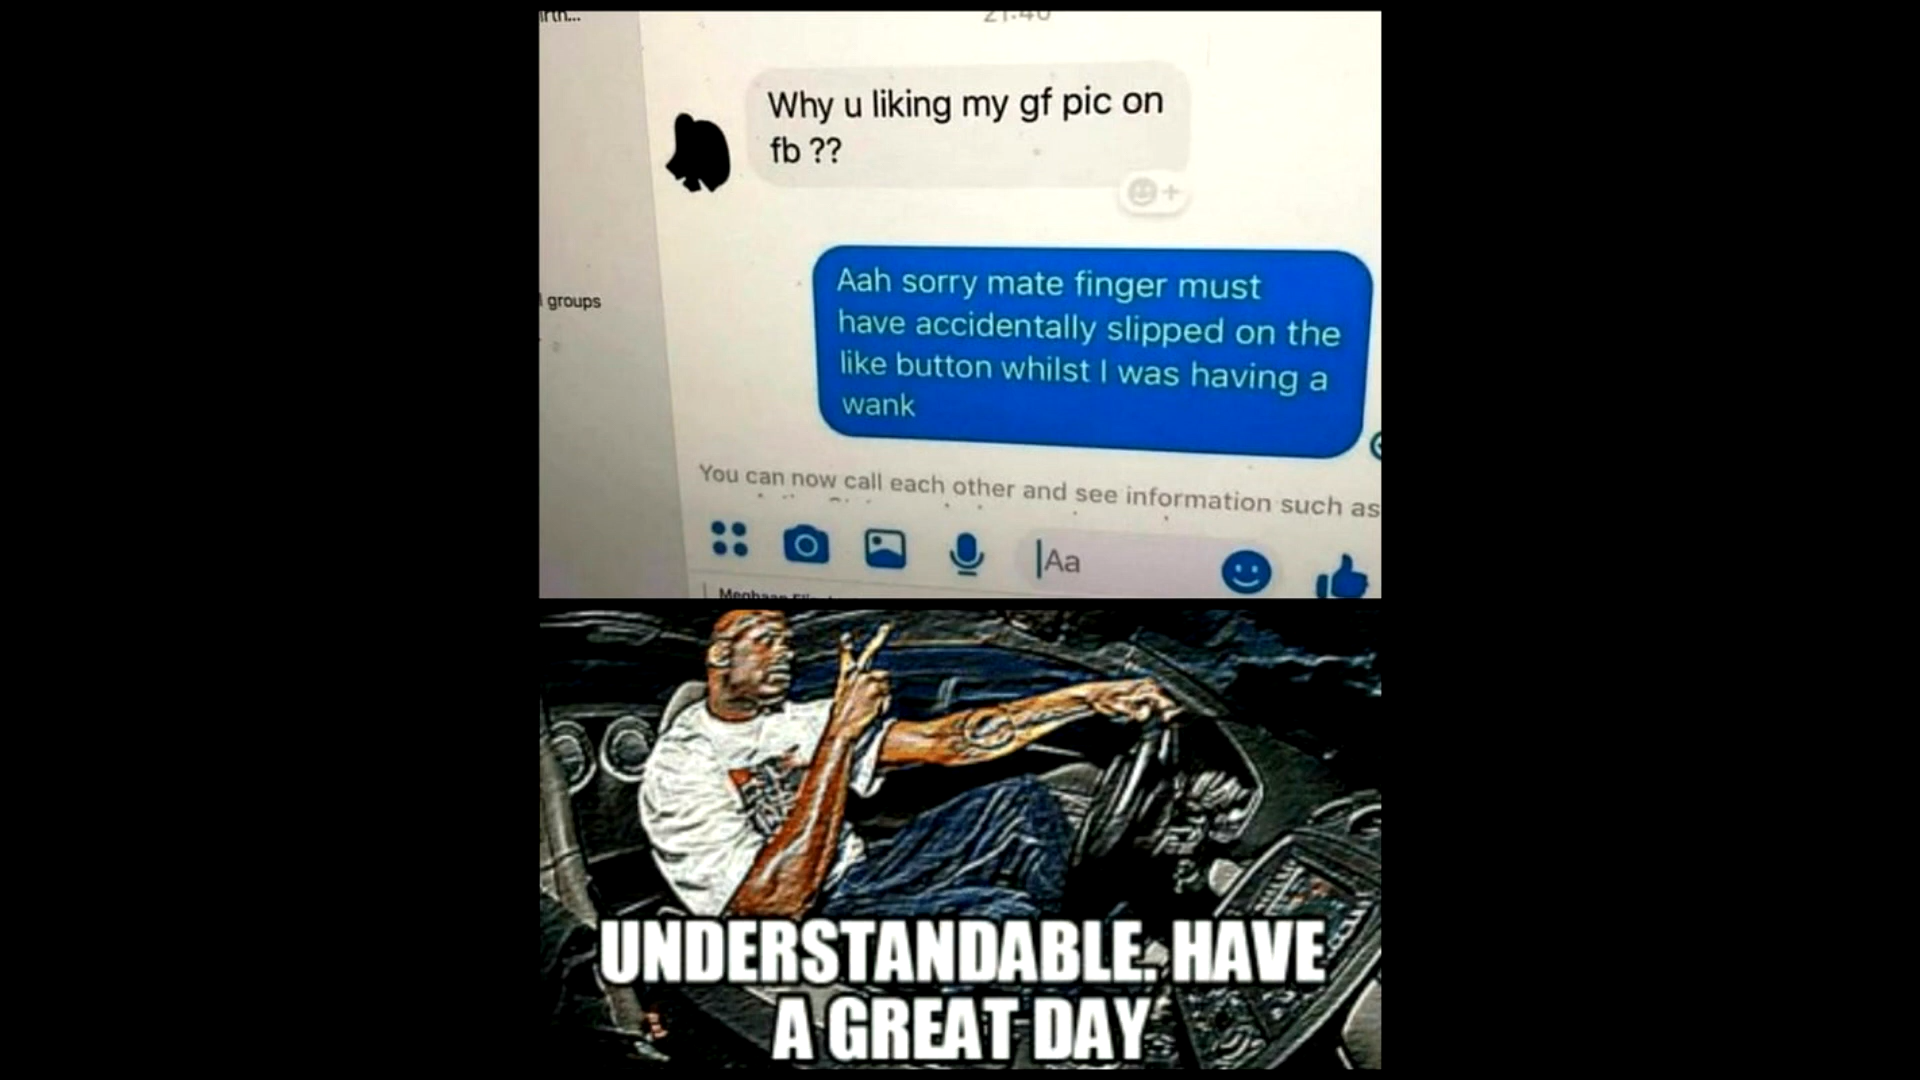 21:40
Why u liking my gf pic on
fb ??
groups
Aah sorry mate finger must
have accidentally slipped on the
like button whilst I was having a
wank
You can now call each other and see information such as
Aa
UNDERSTANDABLE. HAVE
A GREAT DAY